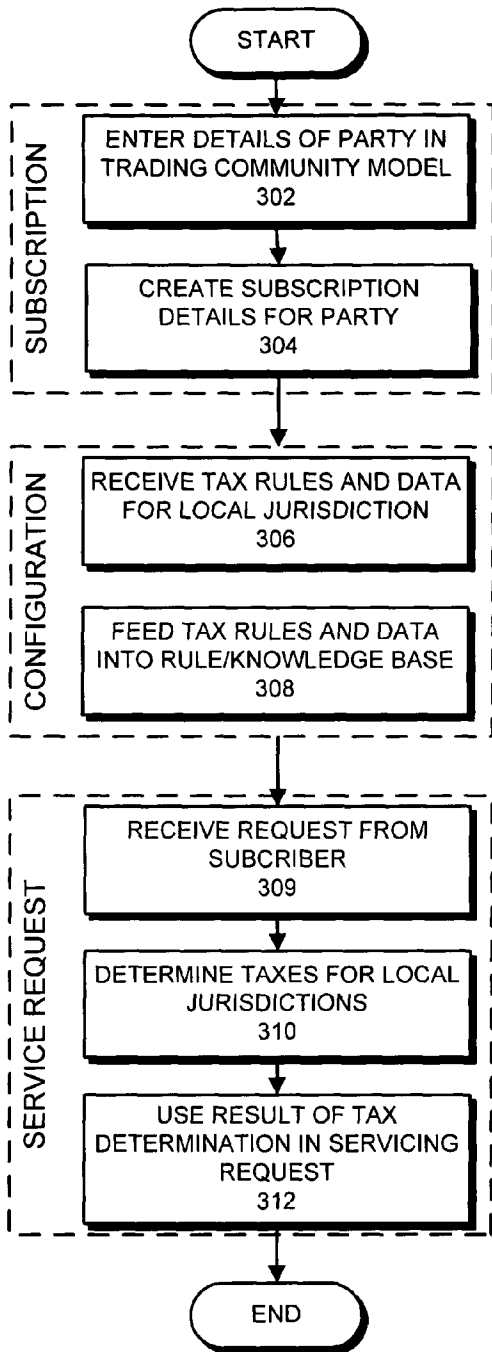 START
SUBSCRIPTION
ENTER DETAILS OF PARTY IN
TRADING COMMUNITY MODEL
302
CREATE SUBSCRIPTION
DETAILS FOR PARTY
304
CONFIGURATION
RECEIVE TAX RULES AND DATA
FOR LOCAL JURISDICTION
306
FEED TAX RULES AND DATA
INTO RULE/KNOWLEDGE BASE
308
SERVICE REQUEST
RECEIVE REQUEST FROM
SUBCRIBER
309
DETERMINE TAXES FOR LOCAL
JURISDICTIONS
310
USE RESULT OF TAX
DETERMINATION IN SERVICING
REQUEST
312
END